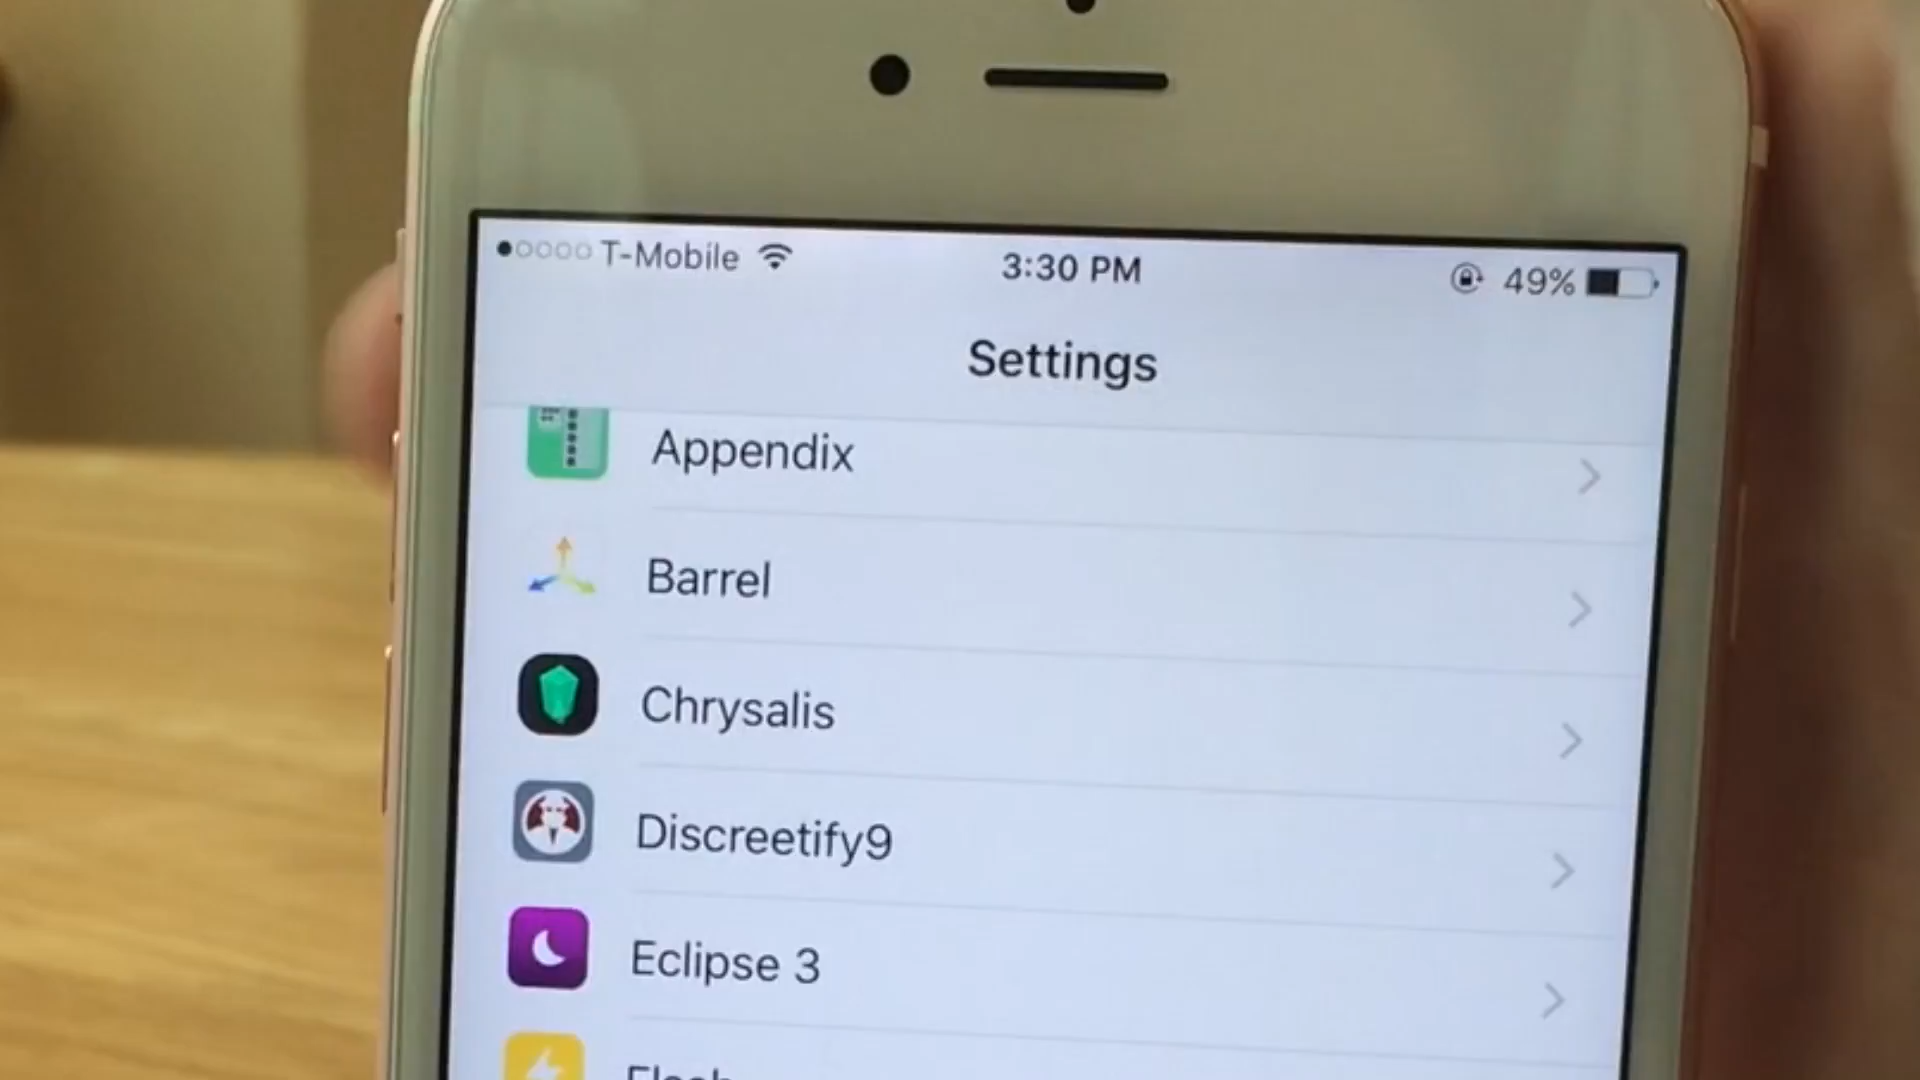 T-Mobile 3:30 PM 49%
Settings
Appendix
Barrel
Chrysalis
Discreetify9
Eclipse 3